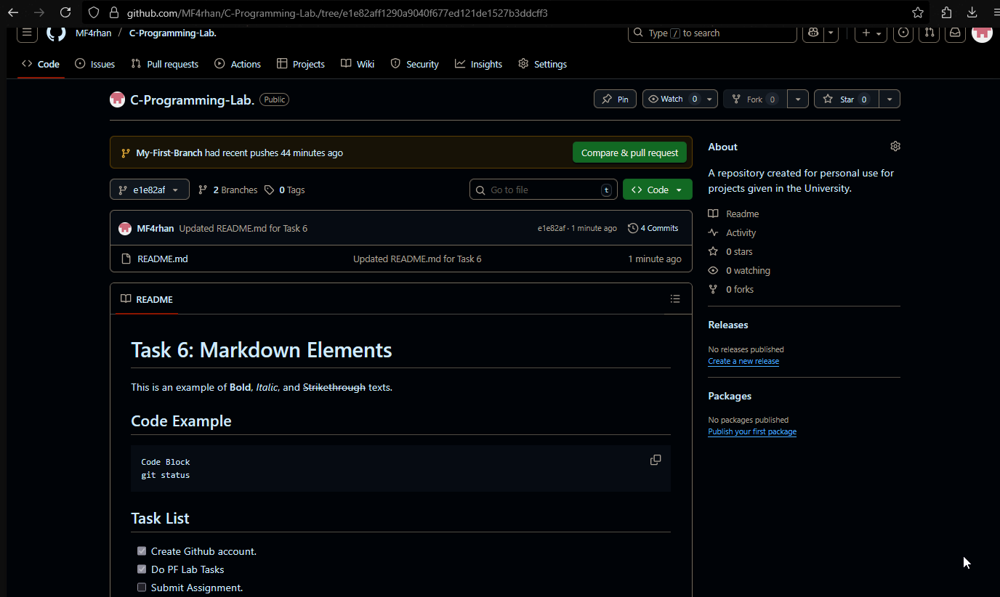 github.com/MF4rhan/C-Programming-Lab./tree/e1e82aff1290a9040f677ed121de1527b3ddcff3
MF4rhan / C-Programming-Lab.
Type / to search
Code Issues Pull requests Actions Projects Wiki Security Insights Settings
C-Programming-Lab. Public
Pin Watch 0 Fork 0 Star 0
My-First-Branch had recent pushes 44 minutes ago
Compare & pull request
e1e82af 2 Branches 0 Tags
Go to file t
Code
MF4rhan Updated README.md for Task 6 e1e82af · 1 minute ago 4 Commits
README.md Updated README.md for Task 6 1 minute ago
README
Task 6: Markdown Elements
This is an example of Bold, Italic, and Strikethrough texts.
Code Example
Code Block
git status
Task List
Create Github account.
Do PF Lab Tasks
Submit Assignment.
About
A repository created for personal use for
projects given in the University.
Readme
Activity
0 stars
0 watching
0 forks
Releases
No releases published
Create a new release
Packages
No packages published
Publish your first package